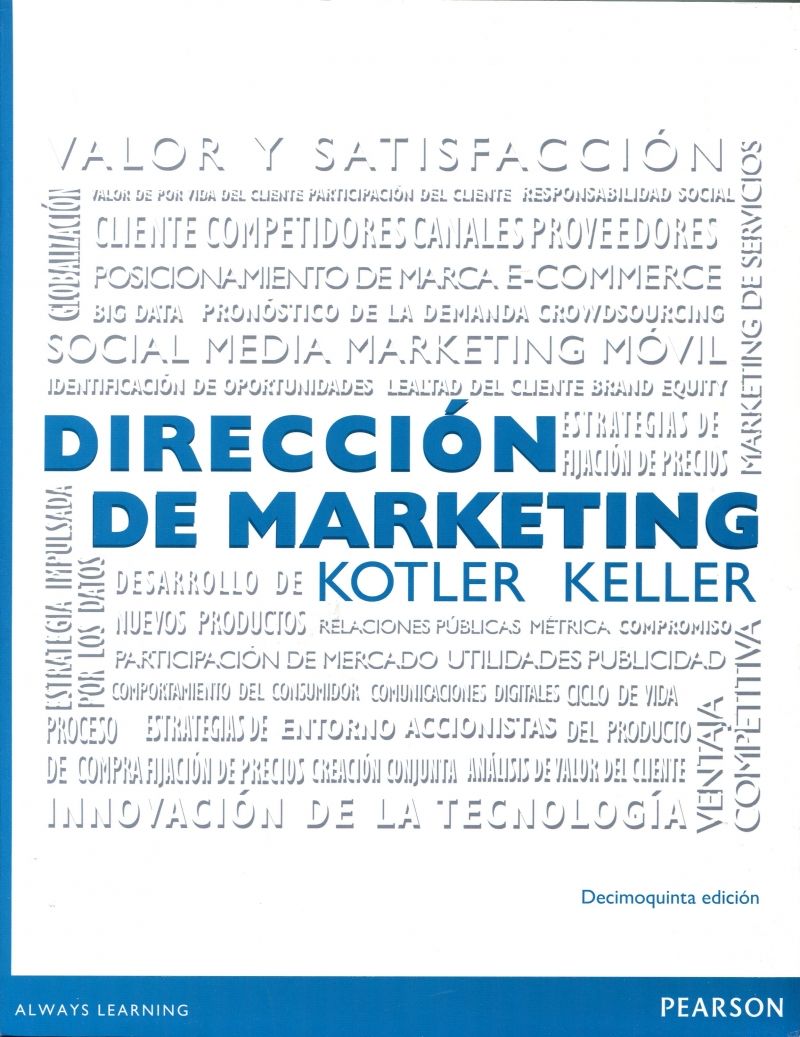 VALOR Y SATISFACCIÓN
VALOR DE POR VIDA DEL CLIENTE PARTICIPACIÓN DEL CLIENTE RESPONSABILIDAD SOCIAL
GLOBALIZACIÓN
MARKETING DE SERVICIOS
CLIENTE COMPETIDORES CANALES PROVEEDORES
POSICIONAMIENTO DE MARCA E-COMMERCE
BIG DATA PRONÓSTICO DE LA DEMANDA CROWDSOURCING
SOCIAL MEDIA MARKETING MÓVIL
IDENTIFICACIÓN DE OPORTUNIDADES LEALTAD DEL CLIENTE BRAND EQUITY
DIRECCIÓN
ESTRATEGIAS DE
FIJACIÓN DE PRECIOS
DE MARKETING
ESTRATEGIA IMPULSADA
POR LOS DATOS
DESARROLLO DE
KOTLER KELLER
NUEVOS PRODUCTOS RELACIONES PÚBLICAS MÉTRICA COMPROMISO
PARTICIPACIÓN DE MERCADO UTILIDADES PUBLICIDAD
COMPORTAMIENTO DEL CONSUMIDOR COMUNICACIONES DIGITALES CICLO DE VIDA
PROCESO ESTRATEGIAS DE ENTORNO ACCIONISTAS DEL PRODUCTO
DE COMPRA FIJACIÓN DE PRECIOS CREACIÓN CONJUNTA ANÁLISIS DE VALOR DEL CLIENTE
INNOVACIÓN DE LA TECNOLOGÍA
VENTAJA
COMPETITIVA
Decimoquinta edición
ALWAYS LEARNING
PEARSON